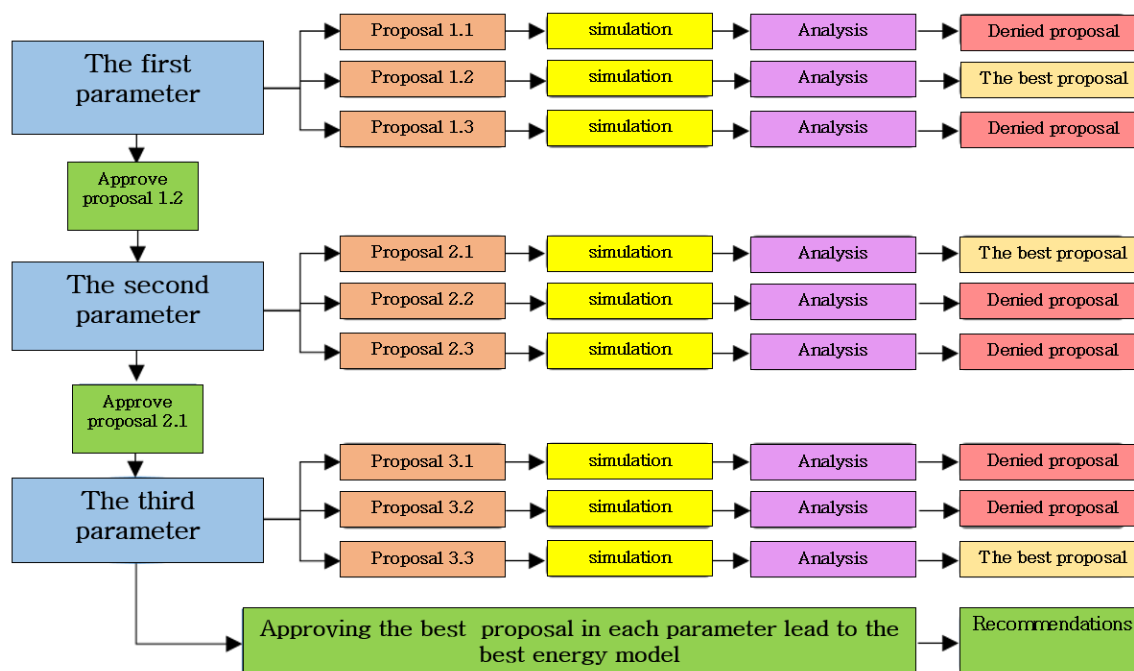 The first
parameter
Proposal 1.1
simulation
Analysis
Denied proposal
Proposal 1.2
simulation
Analysis
The best proposal
Proposal 1.3
simulation
Analysis
Denied proposal
Approve
proposal 1.2
The second
parameter
Proposal 2.1
simulation
Analysis
The best proposal
Proposal 2.2
simulation
Analysis
Denied proposal
Proposal 2.3
simulation
Analysis
Denied proposal
Approve
proposal 2.1
The third
parameter
Proposal 3.1
simulation
Analysis
Denied proposal
Proposal 3.2
simulation
Analysis
Denied proposal
Proposal 3.3
simulation
Analysis
The best proposal
Approving the best proposal in each parameter lead to the
best energy model
Recommendations